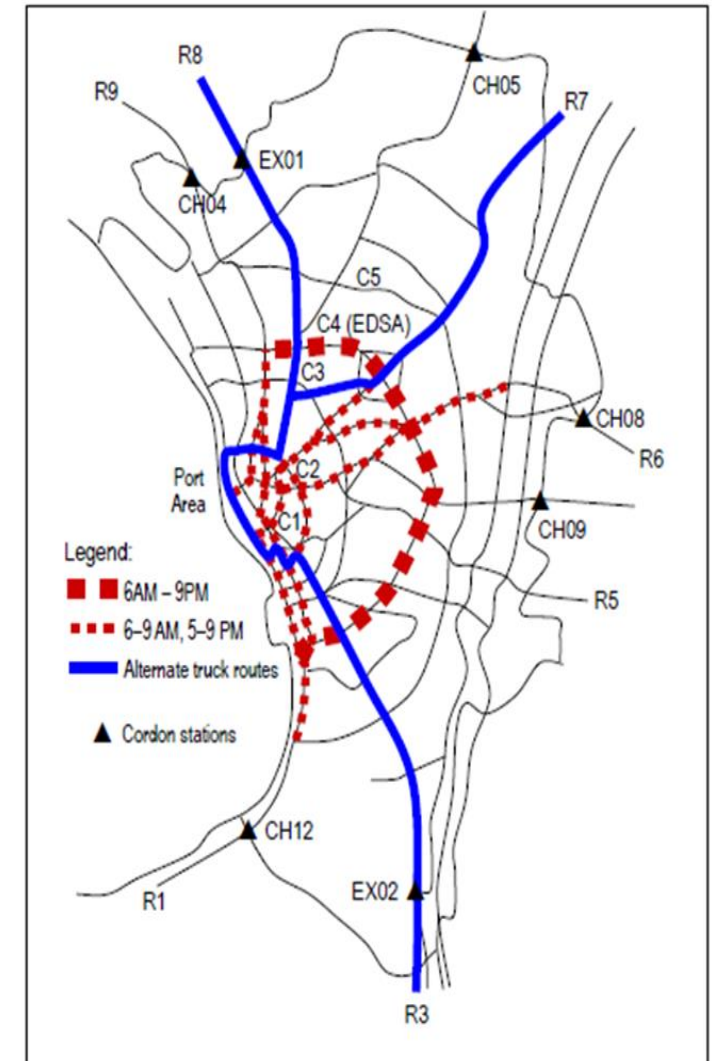 R8
CH05
R9
R7
EX01
CH04
C5
C4 (EDSA)
C3
CH08
C2
R6
Port
Area
CH09
C1
Legend:
6AM – 9PM
R5
6–9 AM, 5–9 PM
Alternate truck routes
Cordon stations
CH12
EX02
R1
R3